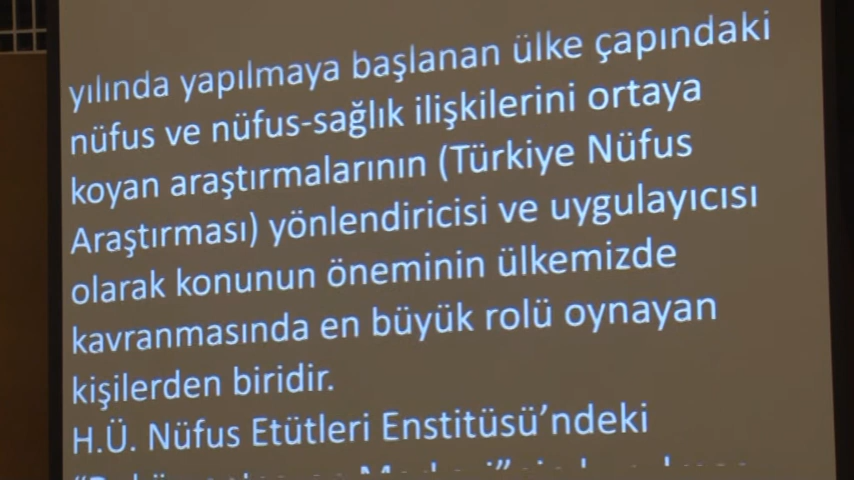 yılında yapılmaya başlanan ülke çapındaki
nüfus ve nüfus-sağlık ilişkilerini ortaya
koyan araştırmalarının (Türkiye Nüfus
Araştırması) yönlendiricisi ve uygulayıcısı
olarak konunun öneminin ülkemizde
kavranmasında en büyük rolü oynayan
kişilerden biridir.
H.Ü. Nüfus Etütleri Enstitüsü’ndeki